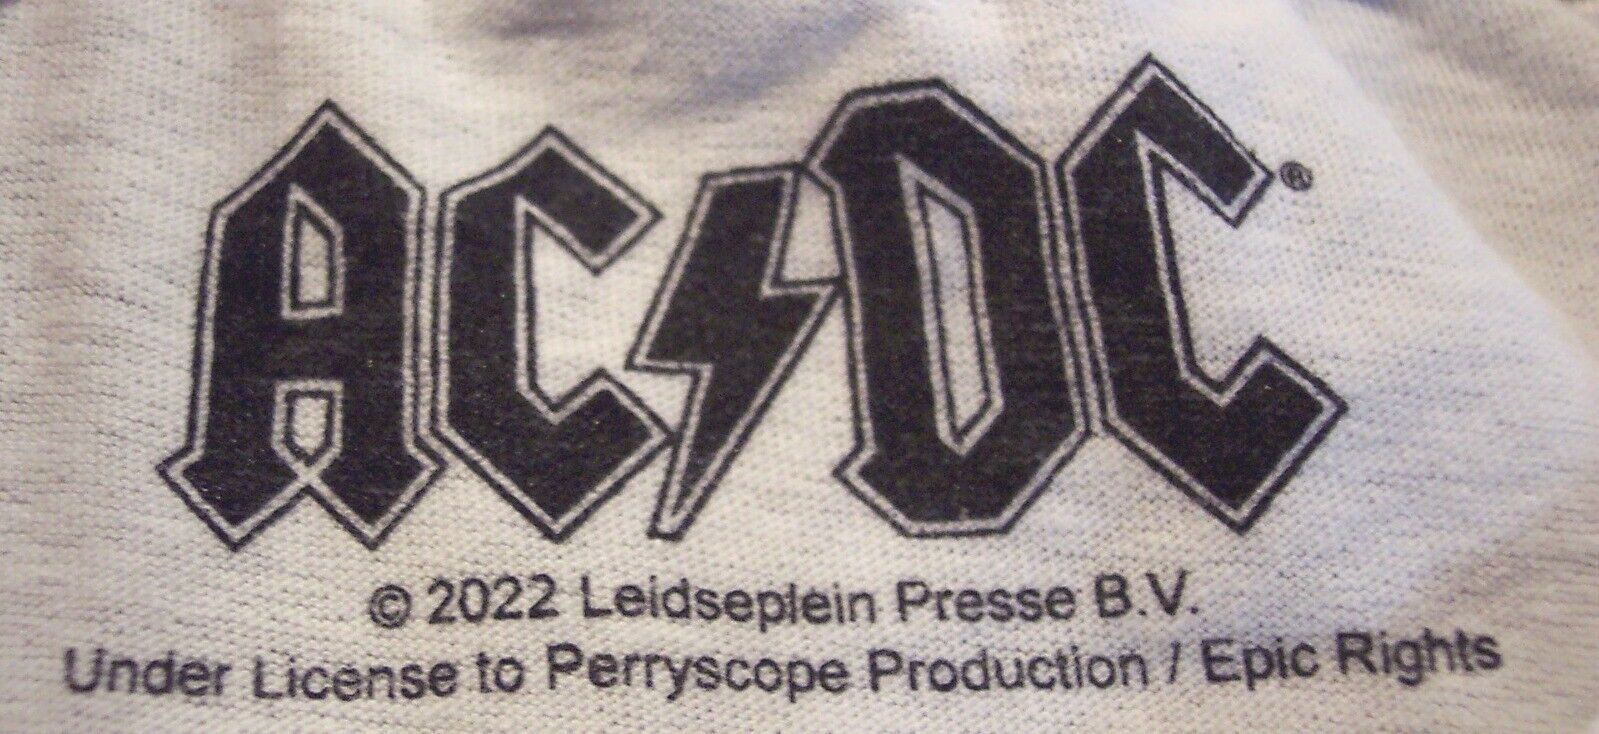 AC/DC®
© 2022 Leidseplein Presse B.V.
Under License to Perryscope Production / Epic Rights